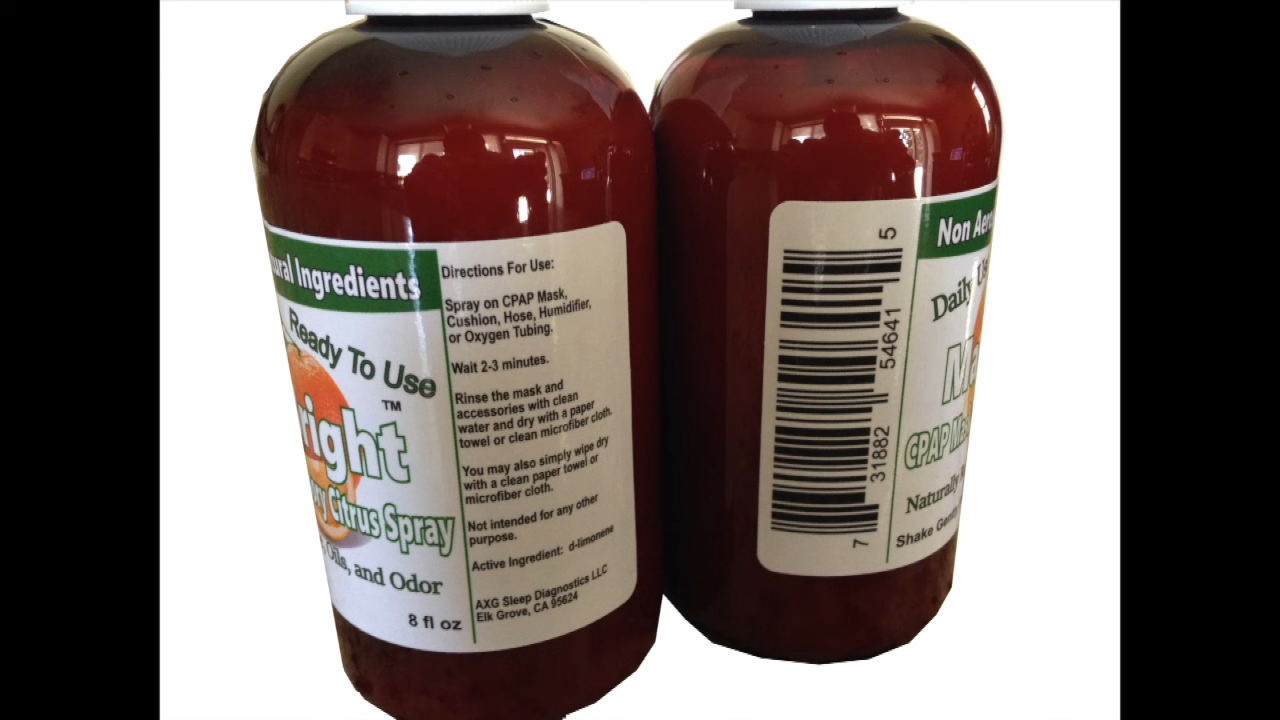 Ingredients
Ready To Use
TM
right
Citrus Spray
Oils, and Odor
8 fl oz
Directions For Use:
Spray on CPAP Mask,
Cushion, Hose, Humidifier,
or Oxygen Tubing.
Wait 2-3 minutes.
Rinse the mask and
accessories with clean
water and dry with a paper
towel or clean microfiber cloth.
You may also simply wipe dry
with a clean paper towel or
microfiber cloth.
Not intended for any other
purpose.
Active Ingredient: d-limonene
AXG Sleep Diagnostics LLC
Elk Grove, CA 95624
7 31882 54641 5
Non Aero
Daily Us
Ma
CPAP Mas
Naturally
Shake Gently